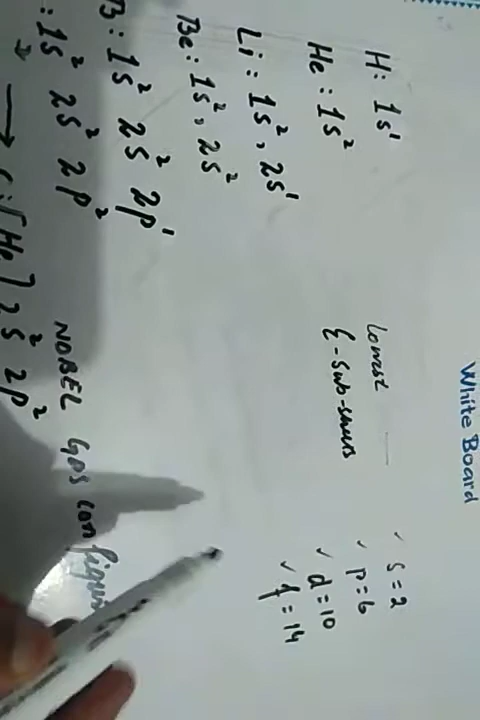 White Board
H: 1s¹
He: 1s²
Li: 1s², 2s¹
Be: 1s², 2s²
B: 1s² 2s² 2p¹
: 1s² 2s² 2p²
→ C: [He] 2s² 2p²
NOBEL Gas configur
Lowest
E-Sub-shells
✓ s=2
✓ p=6
✓ d=10
✓ f=14